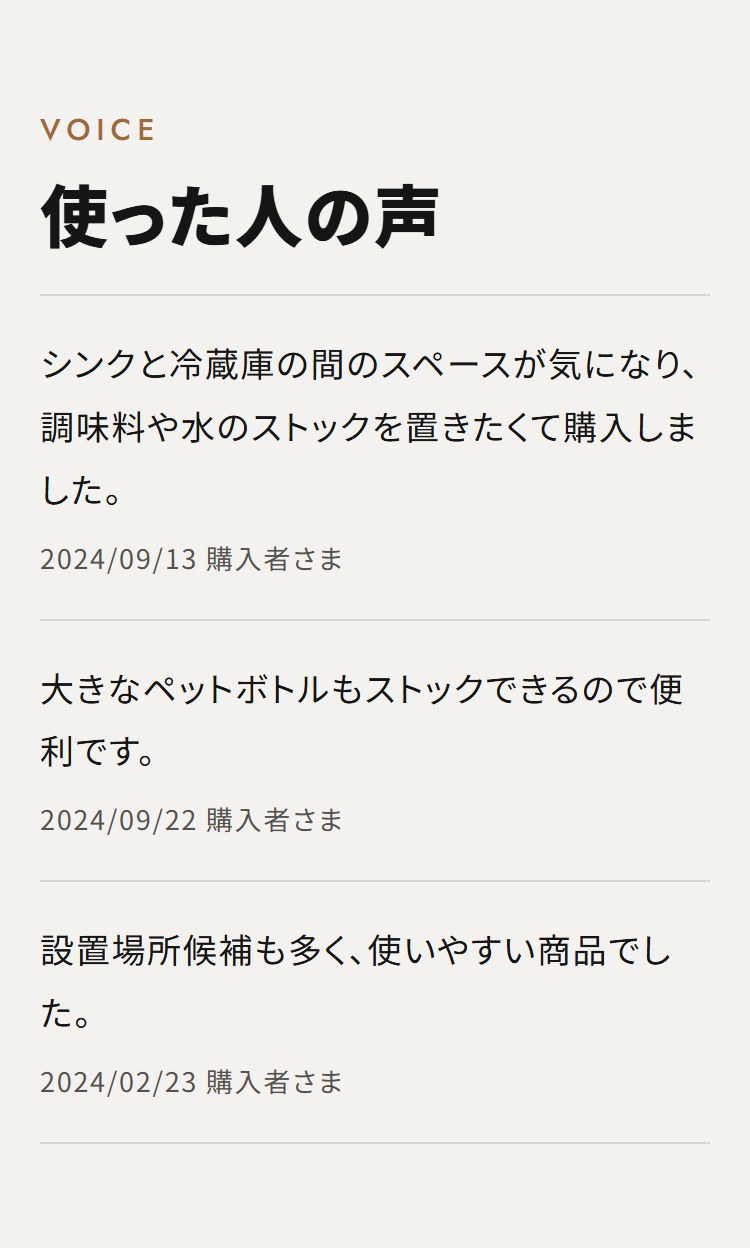 VOICE
使った人の声
シンクと冷蔵庫の間のスペースが気になり、
調味料や水のストックを置きたくて購入しま
した。
2024/09/13 購入者さま
大きなペットボトルもストックできるので便
利です。
2024/09/22 購入者さま
設置場所候補も多く、使いやすい商品でし
た。
2024/02/23 購入者さま